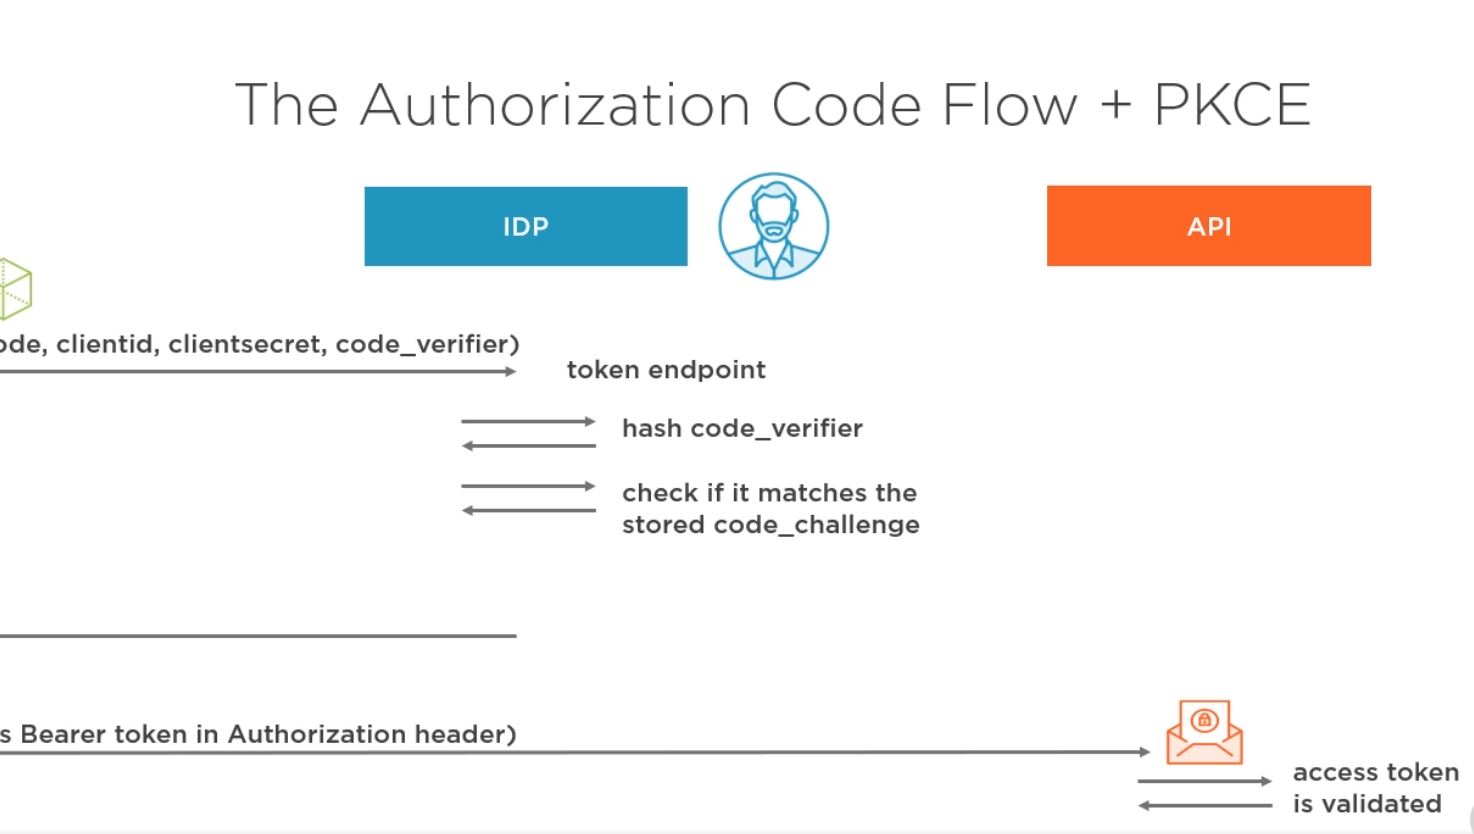 The Authorization Code Flow + PKCE
IDP
API
ode, clientid, clientsecret, code_verifier)
token endpoint
hash code_verifier
check if it matches the
stored code_challenge
s Bearer token in Authorization header)
access token
is validated